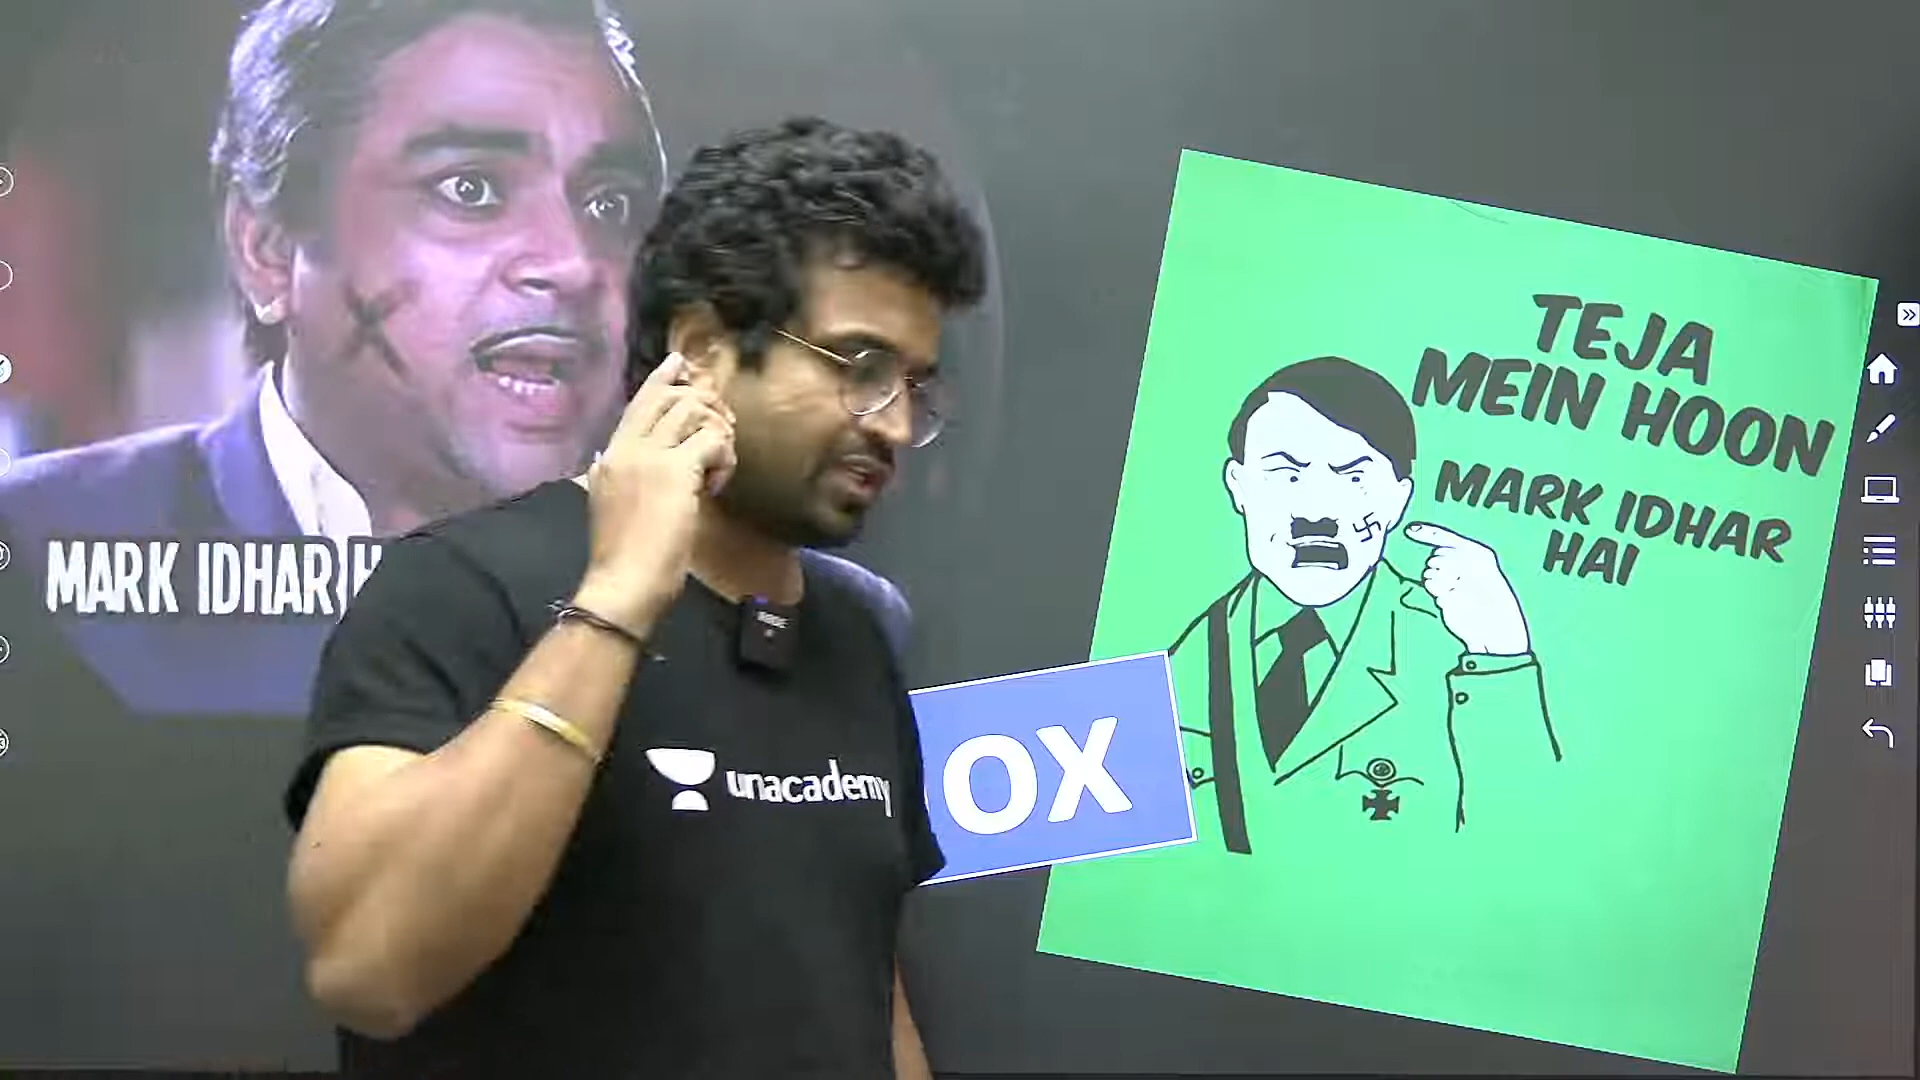 TEJA
MEIN HOON
MARK IDHAR
HAI
MARK IDHAR
unacademy
OX